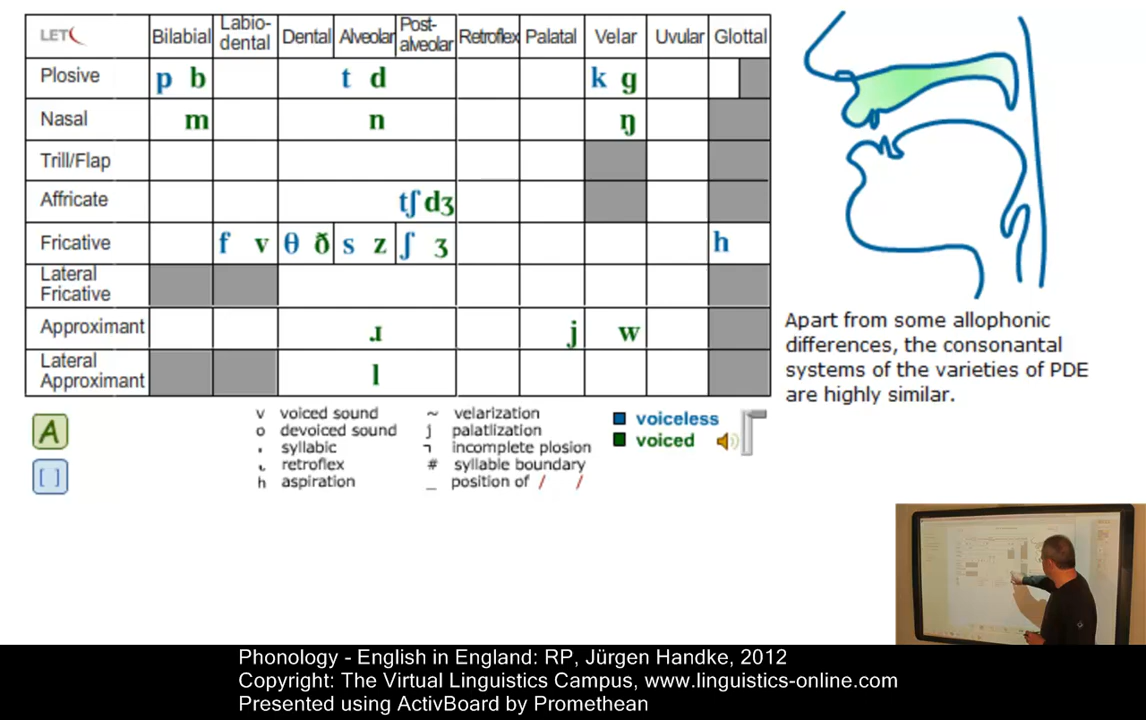 LET Bilabial Labio-dental Dental Alveolar Post-alveolar Retroflex Palatal Velar Uvular Glottal
Plosive p b t d k g
Nasal m n ŋ
Trill/Flap
Affricate tʃ dʒ
Fricative f v θ ð s z ʃ ʒ h
Lateral Fricative
Approximant ɹ j w
Lateral Approximant l
Apart from some allophonic
differences, the consonantal
systems of the varieties of PDE
are highly similar.
A
[ ]
v voiced sound
o devoiced sound
syllabic
retroflex
h aspiration
~ velarization
j palatlization
˺ incomplete plosion
# syllable boundary
_ position of / /
voiceless
voiced
Phonology - English in England: RP, Jürgen Handke, 2012
Copyright: The Virtual Linguistics Campus, www.linguistics-online.com
Presented using ActivBoard by Promethean